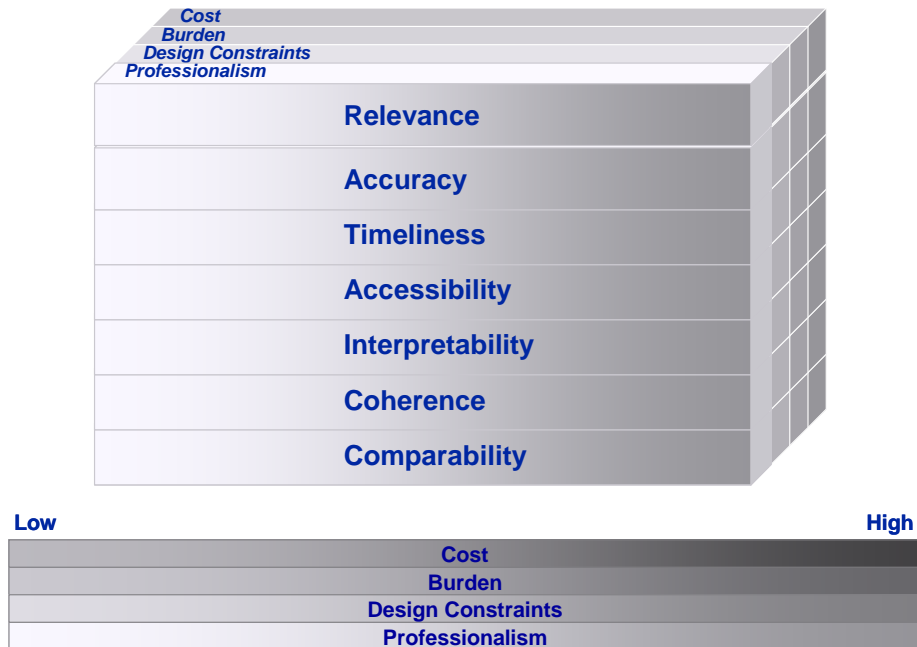 Cost
Burden
Design Constraints
Professionalism
Relevance
Accuracy
Timeliness
Accessibility
Interpretability
Coherence
Comparability
Low High
Cost
Burden
Design Constraints
Professionalism